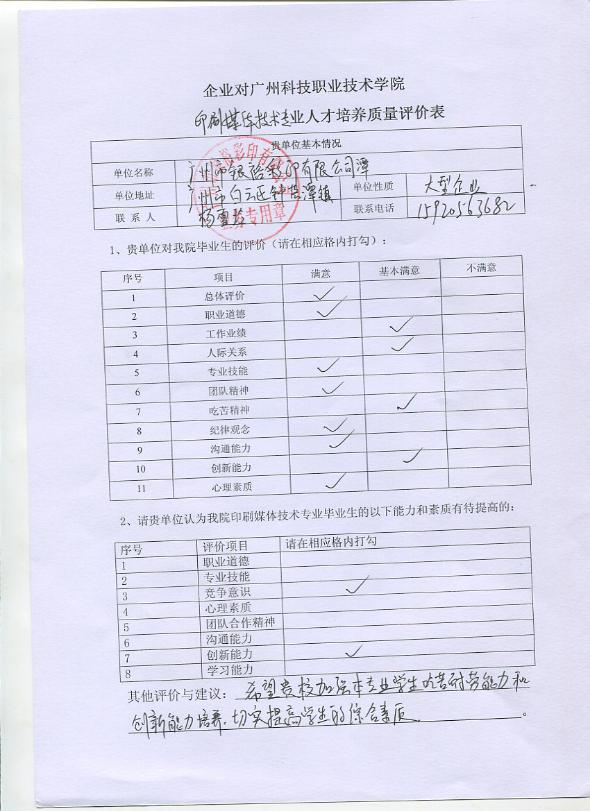 企业对广州科技职业技术学院
印刷媒体技术专业人才培养质量评价表
贵单位基本情况
单位名称 广州市银裕彩印有限公司
单位地址 广州市白云区钟落潭镇 单位性质 大型企业
联系人 杨雪 联系电话 15920563682
1、贵单位对我院毕业生的评价（请在相应格内打勾）：
序号 项目 满意 基本满意 不满意
1 总体评价 ✓
2 职业道德 ✓
3 工作业绩 ✓
4 人际关系 ✓
5 专业技能 ✓
6 团队精神 ✓
7 吃苦精神 ✓
8 纪律观念 ✓
9 沟通能力 ✓
10 创新能力 ✓
11 心理素质 ✓
2、请贵单位认为我院印刷媒体技术专业毕业生的以下能力和素质有待提高的：
序号 评价项目 请在相应格内打勾
1 职业道德
2 专业技能
3 竞争意识 ✓
4 心理素质
5 团队合作精神
6 沟通能力
7 创新能力 ✓
8 学习能力
其他评价与建议：希望贵校加强本专业学生吃苦耐劳能力和
创新能力培养，切实提高学生的综合素质。